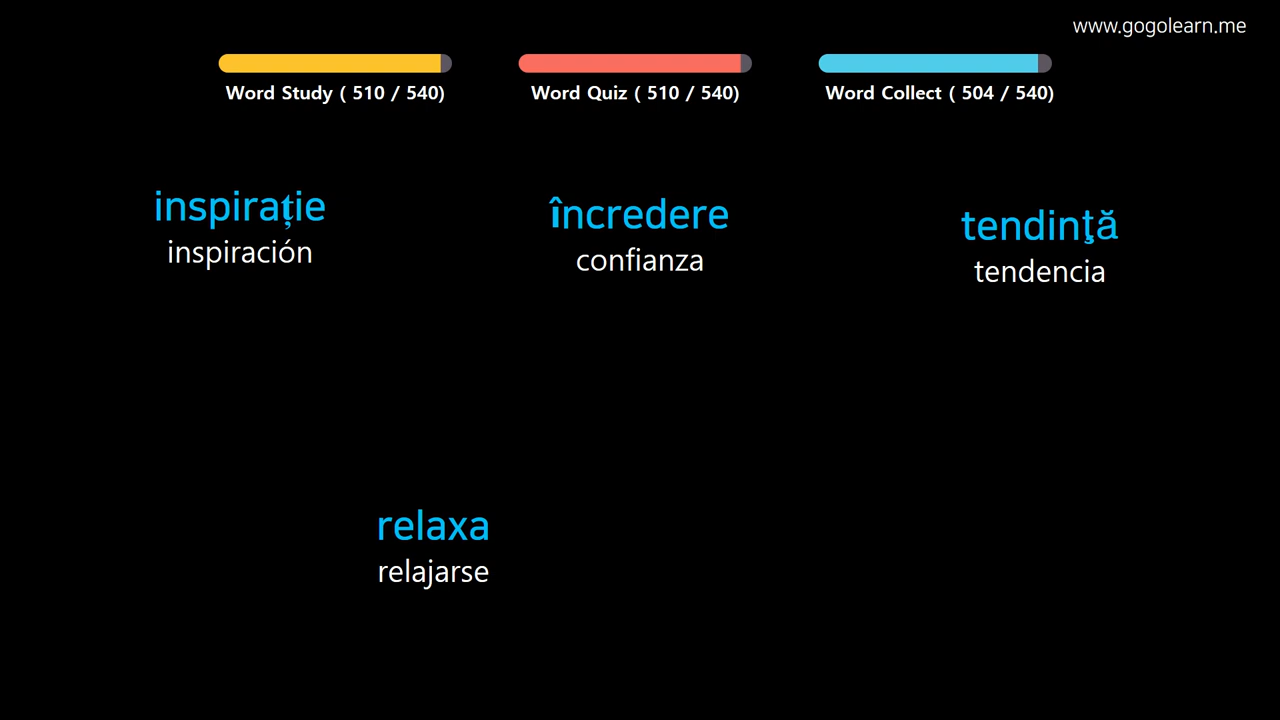 www.gogolearn.me
Word Study ( 510 / 540)
Word Quiz ( 510 / 540)
Word Collect ( 504 / 540)
inspirație
inspiración
încredere
confianza
tendinţă
tendencia
relaxa
relajarse